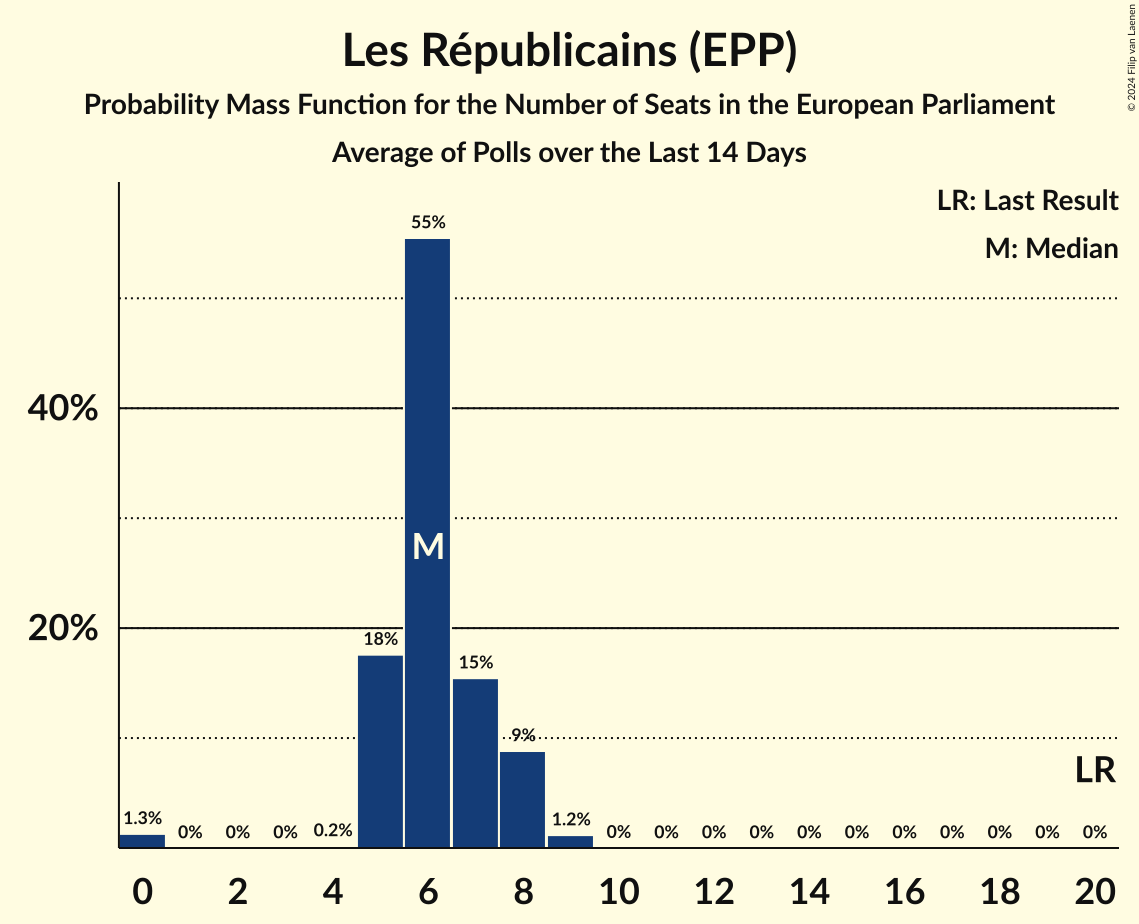 Les Républicains (EPP)
Probability Mass Function for the Number of Seats in the European Parliament
Average of Polls over the Last 14 Days
© 2024 Filip van Laenen
LR: Last Result
M: Median
55%
40%
M
20%
18%
15%
9%
LR
1.3% 0% 0% 0% 0.2% 1.2% 0% 0% 0% 0% 0% 0% 0% 0% 0% 0% 0%
0 2 4 6 8 10 12 14 16 18 20